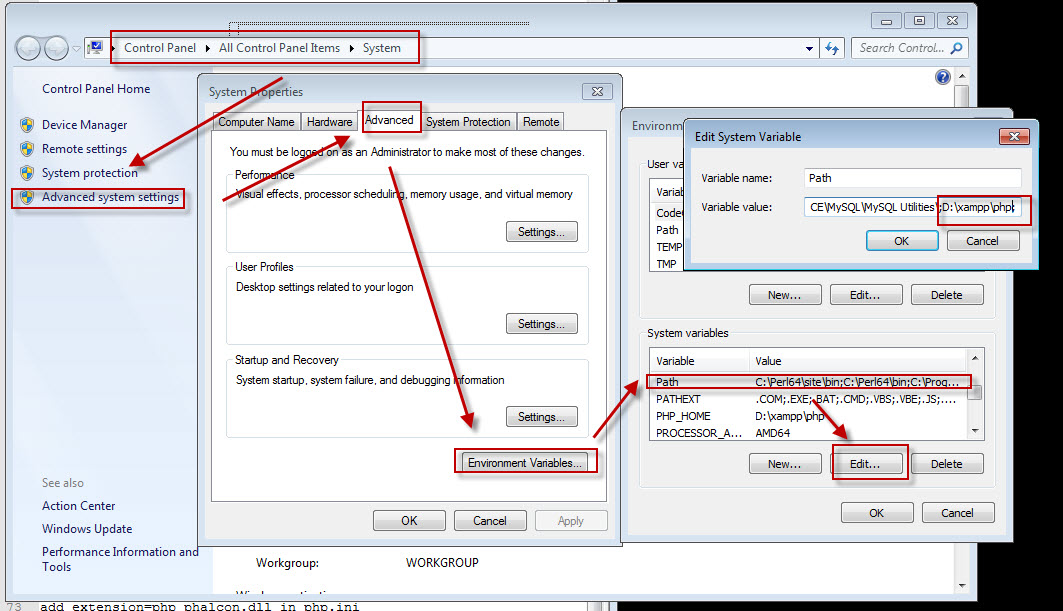 Control Panel ▸ All Control Panel Items ▸ System
Search Control...
Control Panel Home
Device Manager
Remote settings
System protection
Advanced system settings
See also
Action Center
Windows Update
Performance Information and
Tools
System Properties
Computer Name
Hardware
Advanced
System Protection
Remote
You must be logged on as an Administrator to make most of these changes.
Performance
Visual effects, processor scheduling, memory usage, and virtual memory
Settings...
User Profiles
Desktop settings related to your logon
Settings...
Startup and Recovery
System startup, system failure, and debugging information
Settings...
Environment Variables...
OK Cancel Apply
Workgroup: WORKGROUP
Environm
User va
Variab
Path
TEMP
TMP
New... Edit... Delete
System variables
Variable Value
Path C:\Perl64\site\bin;C:\Perl64\bin;C:\Prog...
PATHEXT .COM;.EXE;.BAT;.CMD;.VBS;.VBE;.JS;....
PHP_HOME D:\xampp\php
PROCESSOR_A... AMD64
New... Edit... Delete
OK Cancel
Edit System Variable
Variable name: Path
Variable value: CE\MySQL\MySQL Utilities\;D:\xampp\php;
OK Cancel
73 add extension=php_phalcon.dll in php.ini